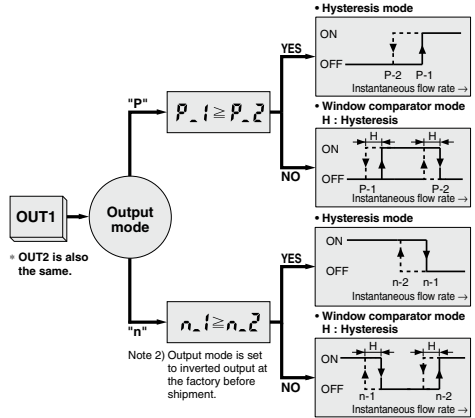 • Hysteresis mode
ON
OFF
P-2 P-1
Instantaneous flow rate →
YES
"P"
P_1 ≧ P_2
• Window comparator mode
H : Hysteresis
H H
ON
OFF
P-1 P-2
Instantaneous flow rate →
NO
OUT1
Output
mode
* OUT2 is also
the same.
• Hysteresis mode
ON
OFF
n-2 n-1
Instantaneous flow rate →
YES
"n"
n_1 ≧ n_2
Note 2) Output mode is set
to inverted output at
the factory before
shipment.
NO
• Window comparator mode
H : Hysteresis
H H
ON
OFF
n-1 n-2
Instantaneous flow rate →